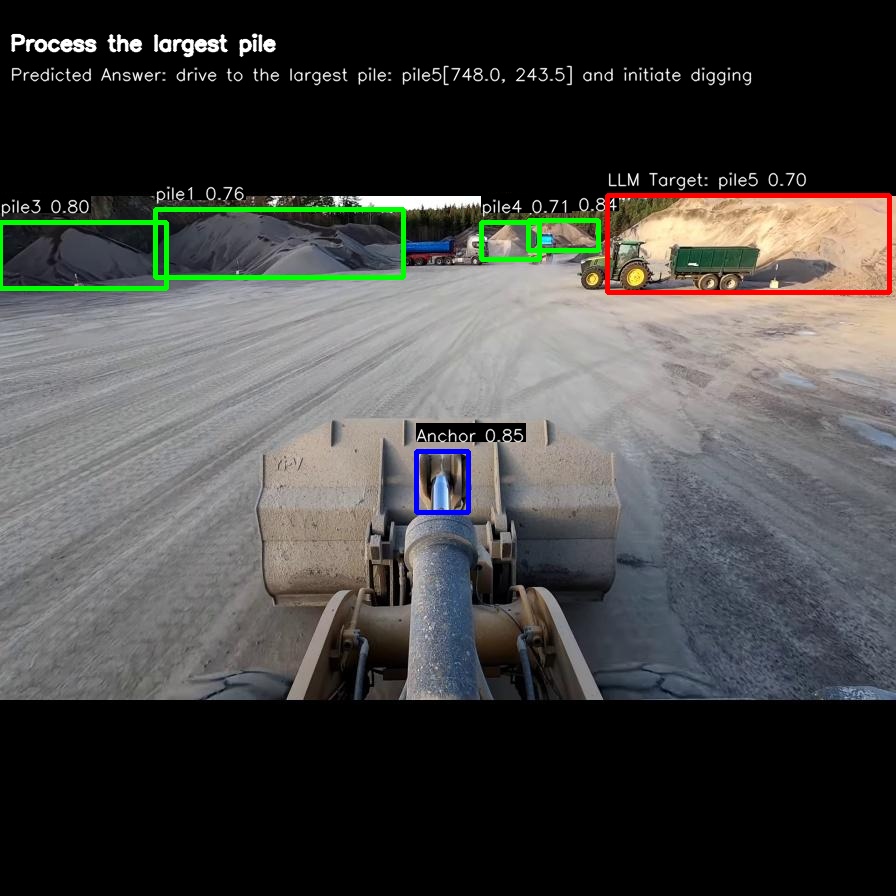 Process the largest pile
Predicted Answer: drive to the largest pile: pile5[748.0, 243.5] and initiate digging
LLM Target: pile5 0.70
pile1 0.76
pile3 0.80
pile4 0.71 0.84
Anchor 0.85